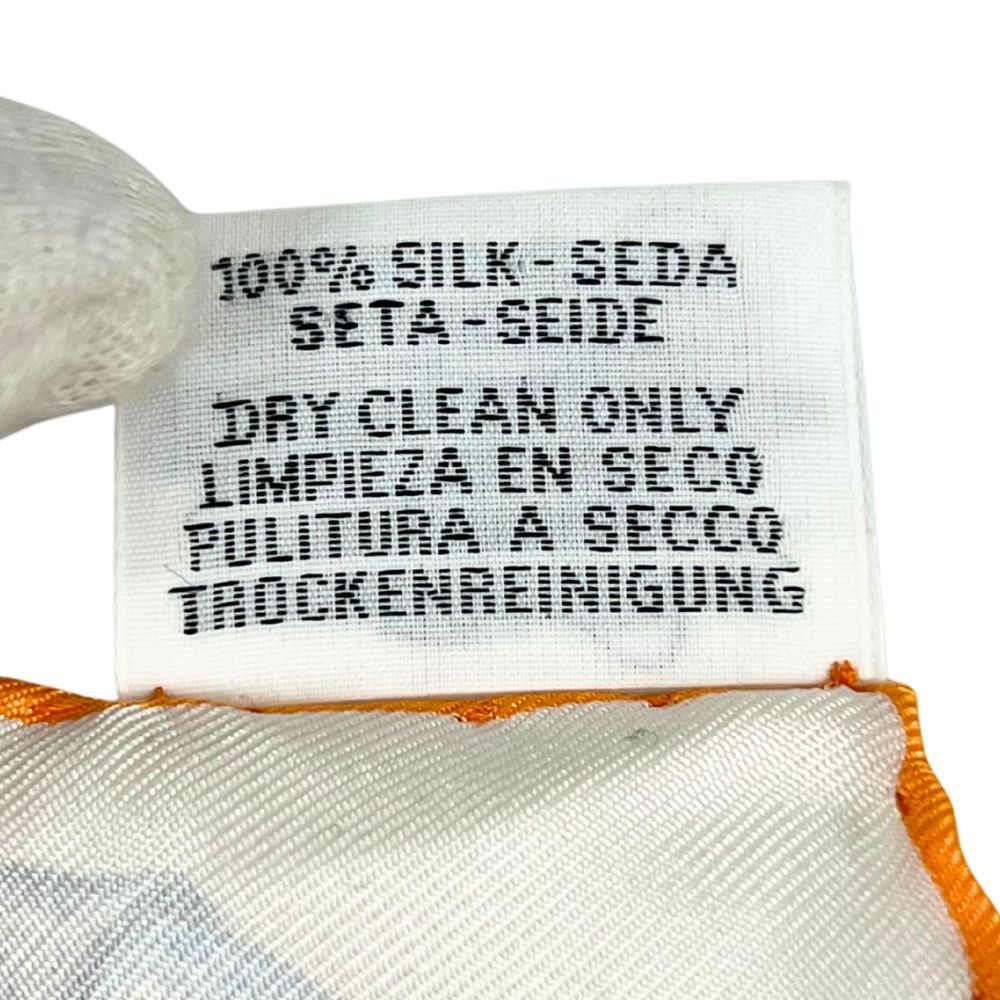 100% SILK-SEDA
SETA-SEIDE
DRY CLEAN ONLY
LIMPIEZA EN SECO
PULITURA A SECCO
TROCKENREINIGUNG